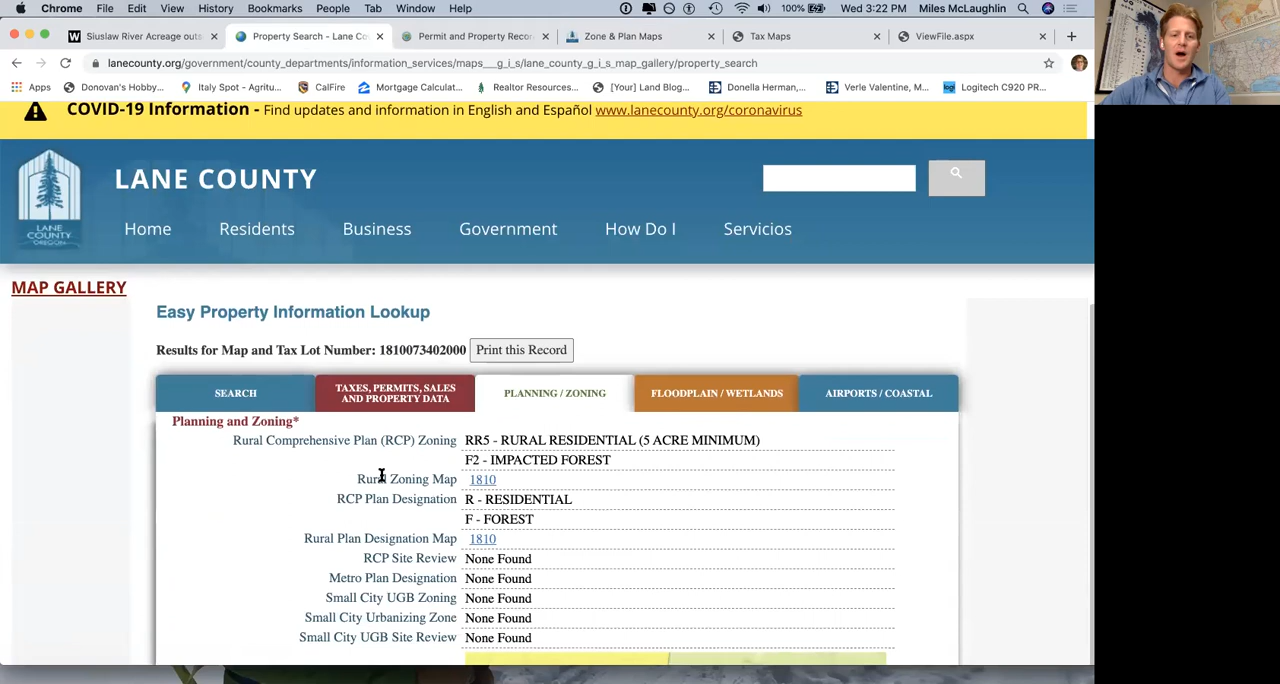 Chrome File Edit View History Bookmarks People Tab Window Help 100% Wed 3:22 PM Miles McLaughlin
Siuslaw River Acreage outs Property Search - Lane Co Permit and Property Recor Zone & Plan Maps Tax Maps ViewFile.aspx
lanecounty.org/government/county_departments/information_services/m___g_i_s/lane_county_g_i_s_map_gallery/property_search
Apps Donovan's Hobby... Italy Spot - Agritu... CalFire Mortgage Calculat... Realtor Resources... [Your] Land Blog... Donella Herman,... Verle Valentine, M... Logitech C920 PR...
COVID-19 Information - Find updates and information in English and Español www.lanecounty.org/coronavirus
LANE COUNTY
LANE
COUNTY
OREGON
Home Residents Business Government How Do I Servicios
MAP GALLERY
Easy Property Information Lookup
Results for Map and Tax Lot Number: 1810073402000 Print this Record
SEARCH TAXES, PERMITS, SALES AND PROPERTY DATA PLANNING / ZONING FLOODPLAIN / WETLANDS AIRPORTS / COASTAL
Planning and Zoning*
Rural Comprehensive Plan (RCP) Zoning RR5 - RURAL RESIDENTIAL (5 ACRE MINIMUM)
F2 - IMPACTED FOREST
Rural Zoning Map 1810
RCP Plan Designation R - RESIDENTIAL
F - FOREST
Rural Plan Designation Map 1810
RCP Site Review None Found
Metro Plan Designation None Found
Small City UGB Zoning None Found
Small City Urbanizing Zone None Found
Small City UGB Site Review None Found